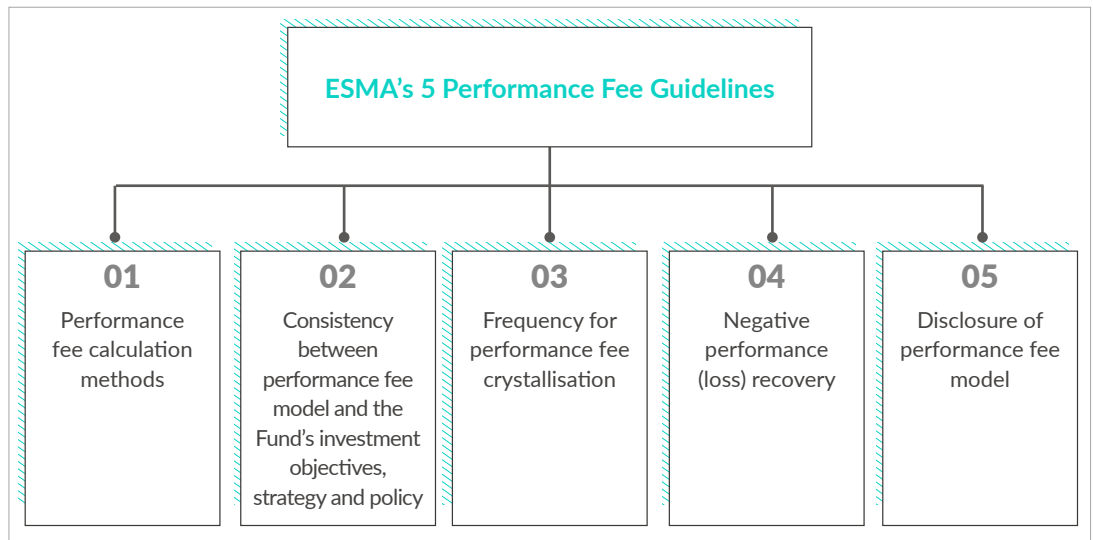 ESMA’s 5 Performance Fee Guidelines
01
Performance
fee calculation
methods
02
Consistency
between
performance fee
model and the
Fund’s investment
objectives,
strategy and policy
03
Frequency for
performance fee
crystallisation
04
Negative
performance
(loss) recovery
05
Disclosure of
performance fee
model